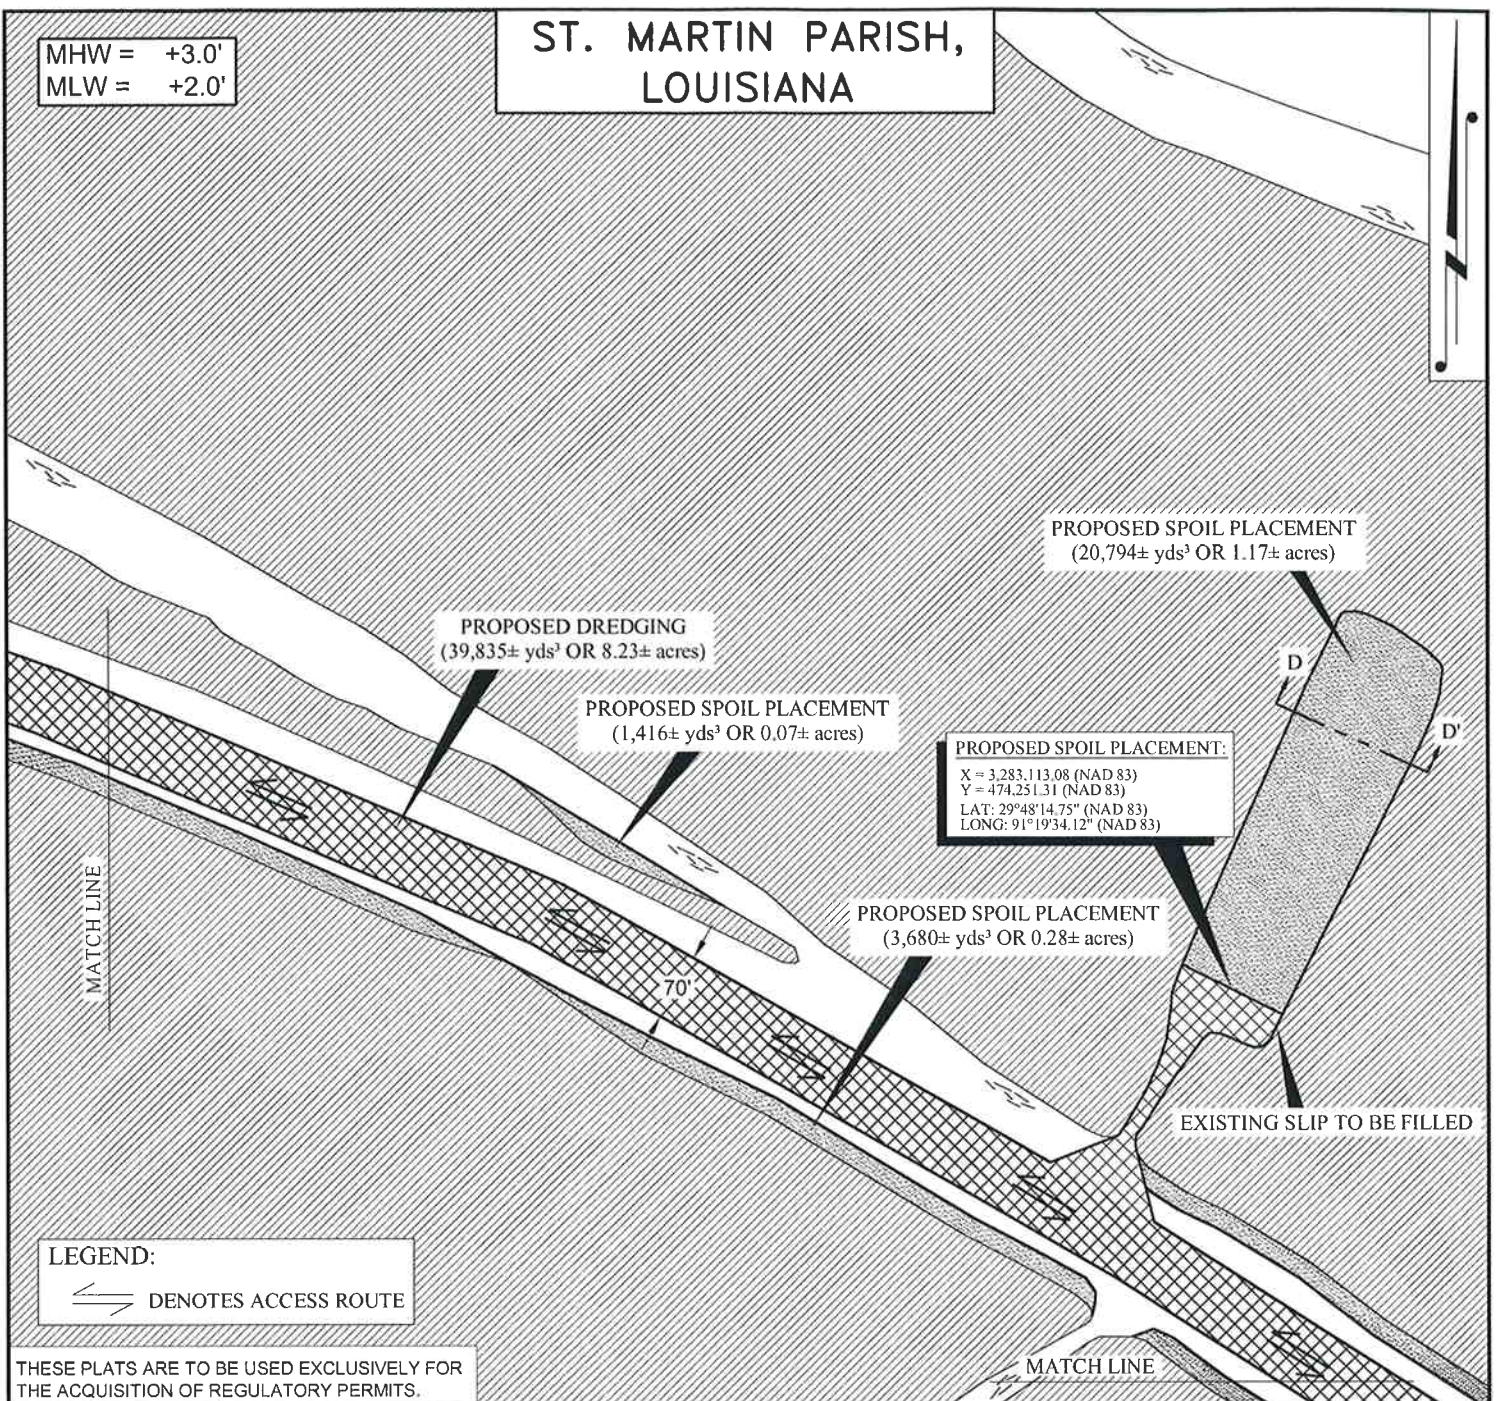 MHW = +3.0'
MLW = +2.0'
ST. MARTIN PARISH,
LOUISIANA
PROPOSED SPOIL PLACEMENT
(20,794± yds³ OR 1.17± acres)
PROPOSED DREDGING
(39,835± yds³ OR 8.23± acres)
D
D'
PROPOSED SPOIL PLACEMENT
(1,416± yds³ OR 0.07± acres)
PROPOSED SPOIL PLACEMENT:
X = 3,283,113.08 (NAD 83)
Y = 474,251.31 (NAD 83)
LAT: 29°48'14.75" (NAD 83)
LONG: 91°19'34.12" (NAD 83)
MATCH LINE
PROPOSED SPOIL PLACEMENT
(3,680± yds³ OR 0.28± acres)
70'
EXISTING SLIP TO BE FILLED
LEGEND:
DENOTES ACCESS ROUTE
MATCH LINE
THESE PLATS ARE TO BE USED EXCLUSIVELY FOR
THE ACQUISITION OF REGULATORY PERMITS.